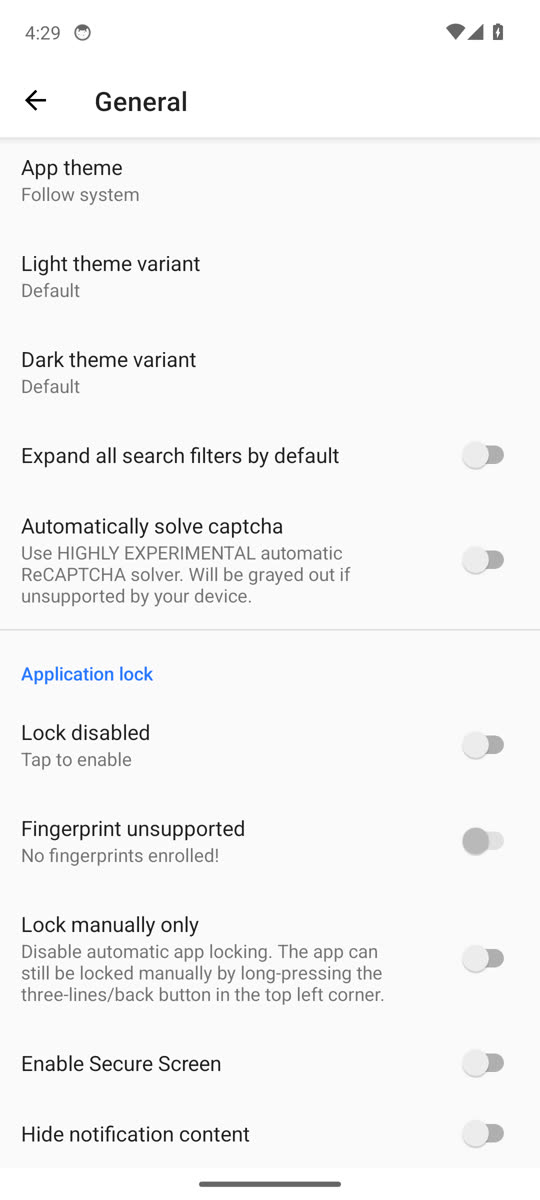 4:29
General
App theme
Follow system
Light theme variant
Default
Dark theme variant
Default
Expand all search filters by default
Automatically solve captcha
Use HIGHLY EXPERIMENTAL automatic
ReCAPTCHA solver. Will be grayed out if
unsupported by your device.
Application lock
Lock disabled
Tap to enable
Fingerprint unsupported
No fingerprints enrolled!
Lock manually only
Disable automatic app locking. The app can
still be locked manually by long-pressing the
three-lines/back button in the top left corner.
Enable Secure Screen
Hide notification content